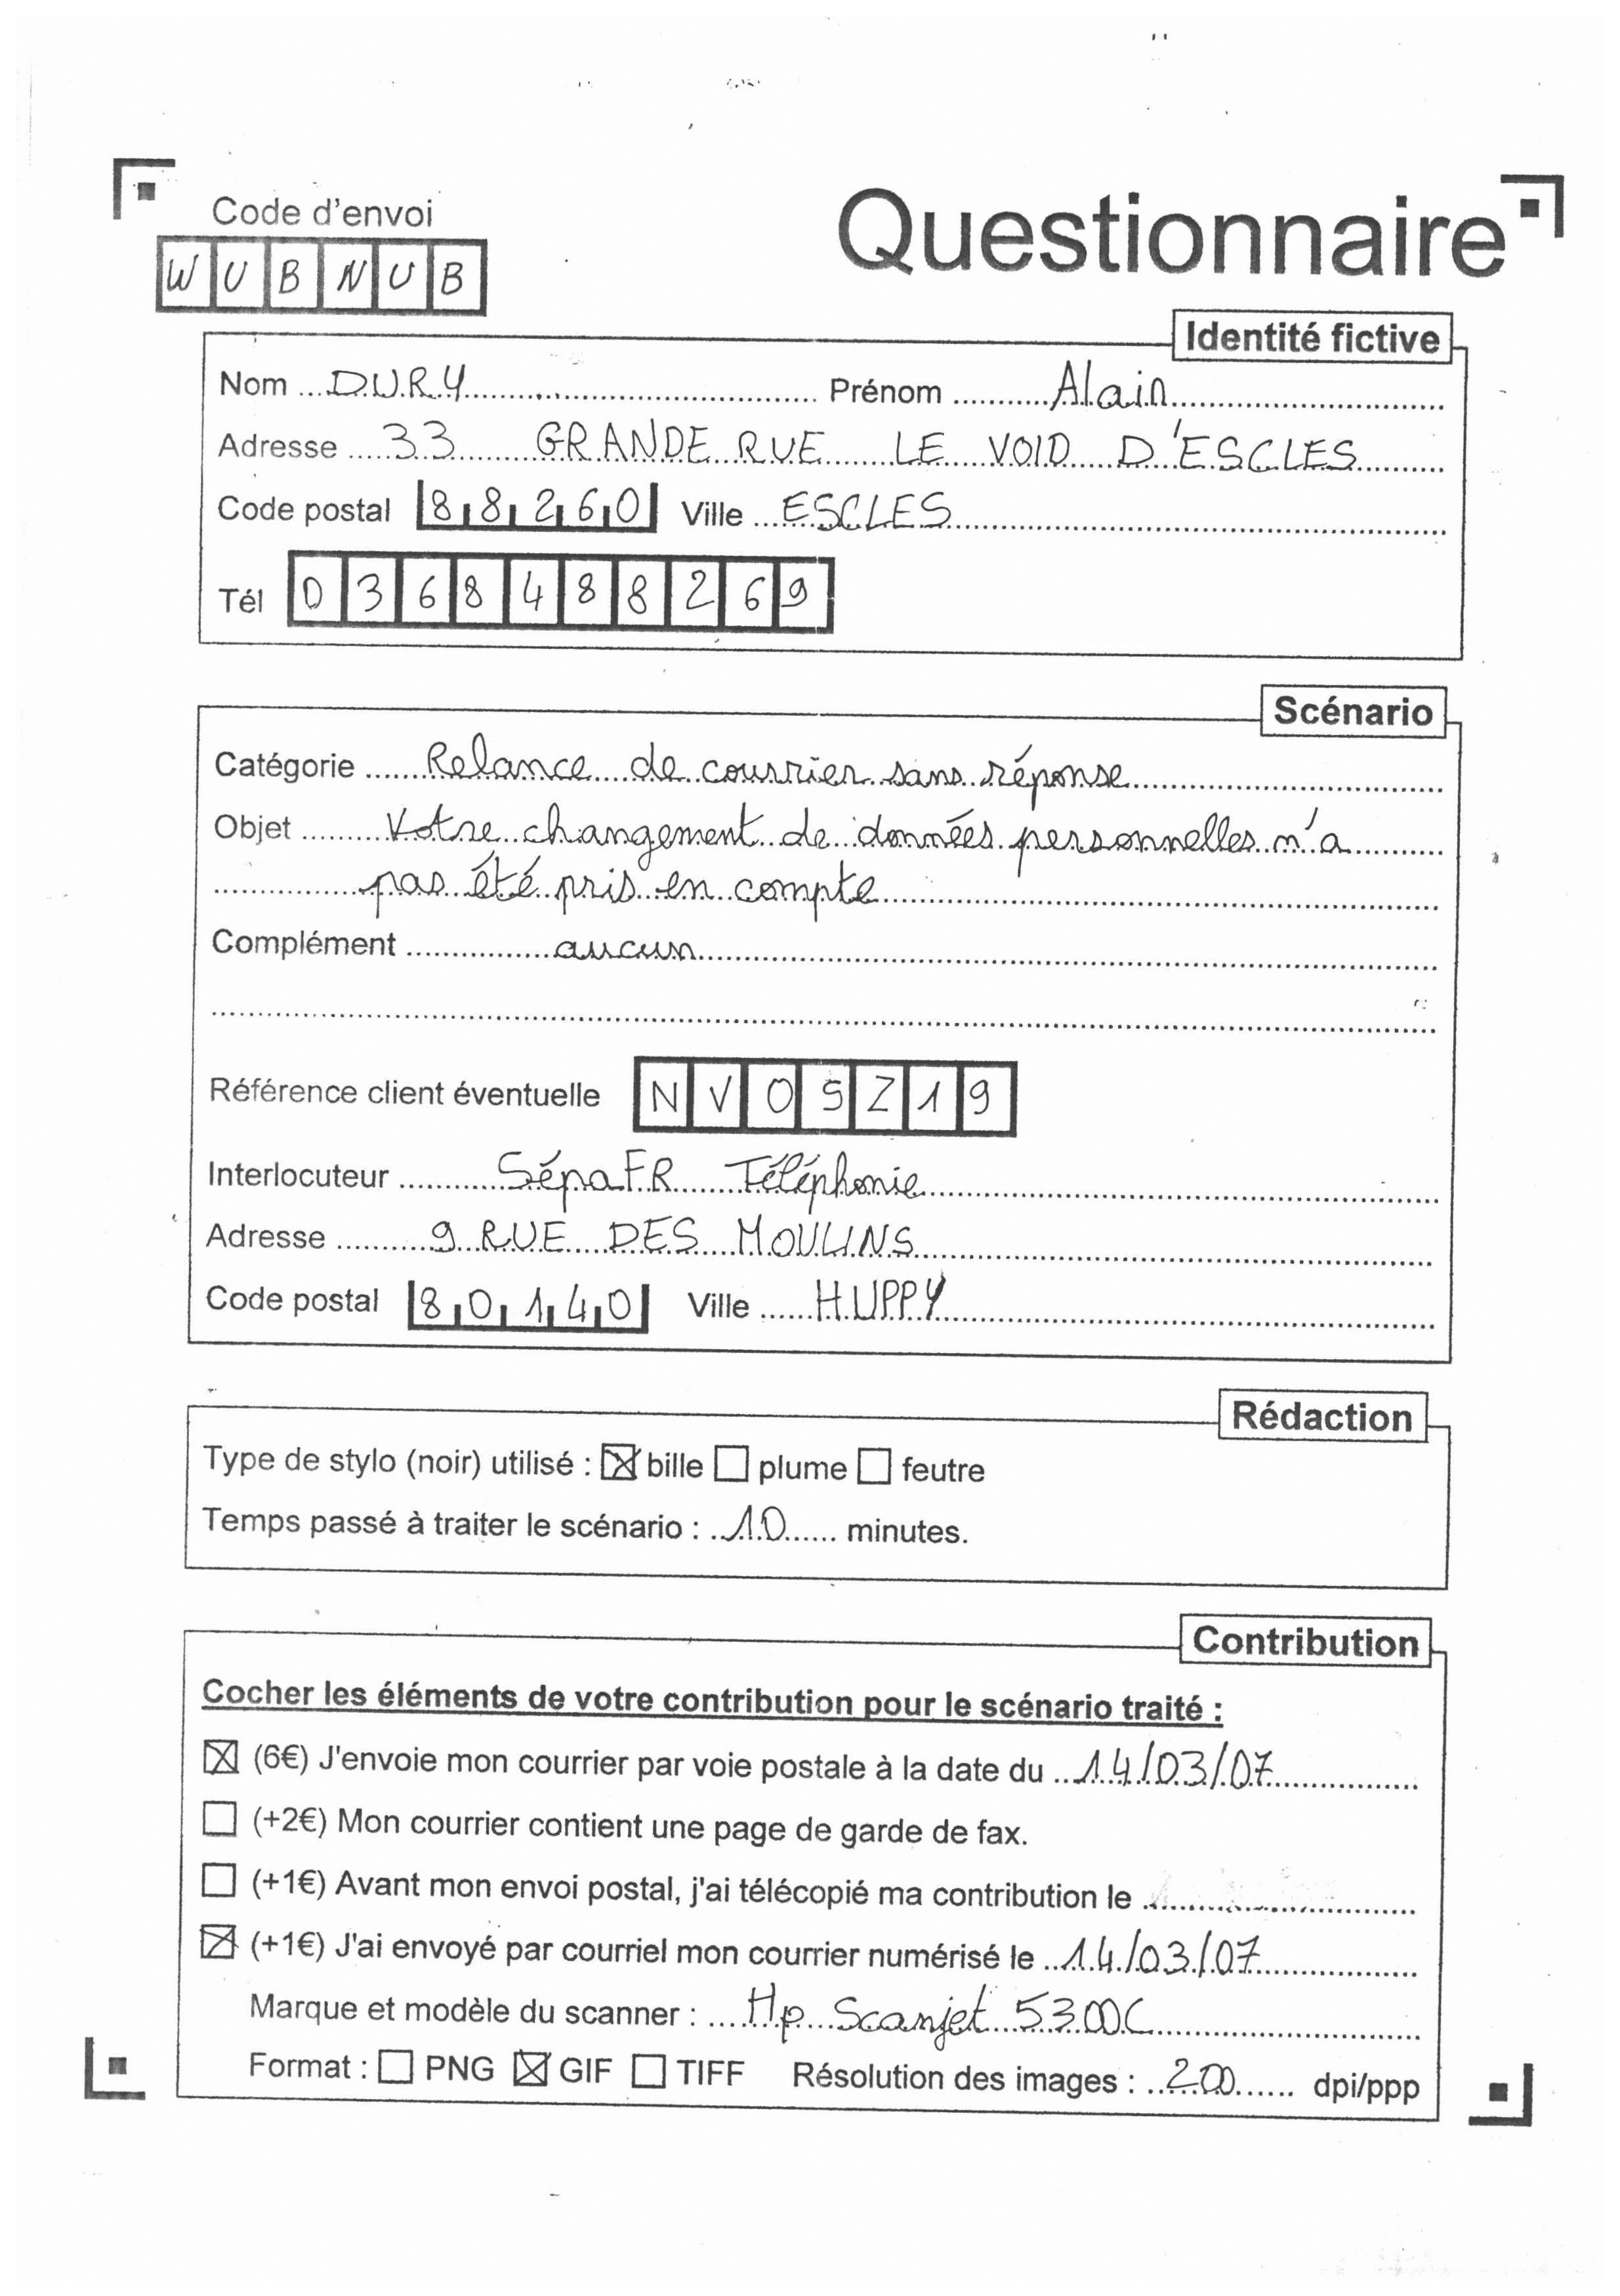 Code d'envoi
WUBNUB
Questionnaire
Identité fictive
Nom DURY Prénom Alain
Adresse 33 GRANDE RUE LE VOID D'ESCLES
Code postal 88260 Ville ESCLES
Tél 0368488269
Scénario
Catégorie Relance de courrier sans réponse
Objet Votre changement de données personnelles n'a
pas été pris en compte
Complément aucun
Référence client éventuelle NVOSZ19
Interlocuteur SépaFR Téléphonie
Adresse 9 RUE DES MOULINS
Code postal 80140 Ville HUPPY
Rédaction
Type de stylo (noir) utilisé : ☒ bille ☐ plume ☐ feutre
Temps passé à traiter le scénario : 10 minutes.
Contribution
Cocher les éléments de votre contribution pour le scénario traité :
☒ (6€) J'envoie mon courrier par voie postale à la date du 14/03/07
☐ (+2€) Mon courrier contient une page de garde de fax.
☐ (+1€) Avant mon envoi postal, j'ai télécopié ma contribution le
☒ (+1€) J'ai envoyé par courriel mon courrier numérisé le 14/03/07
Marque et modèle du scanner : Hp Scanjet 5300C
Format : ☐ PNG ☒ GIF ☐ TIFF Résolution des images : 200 dpi/ppp